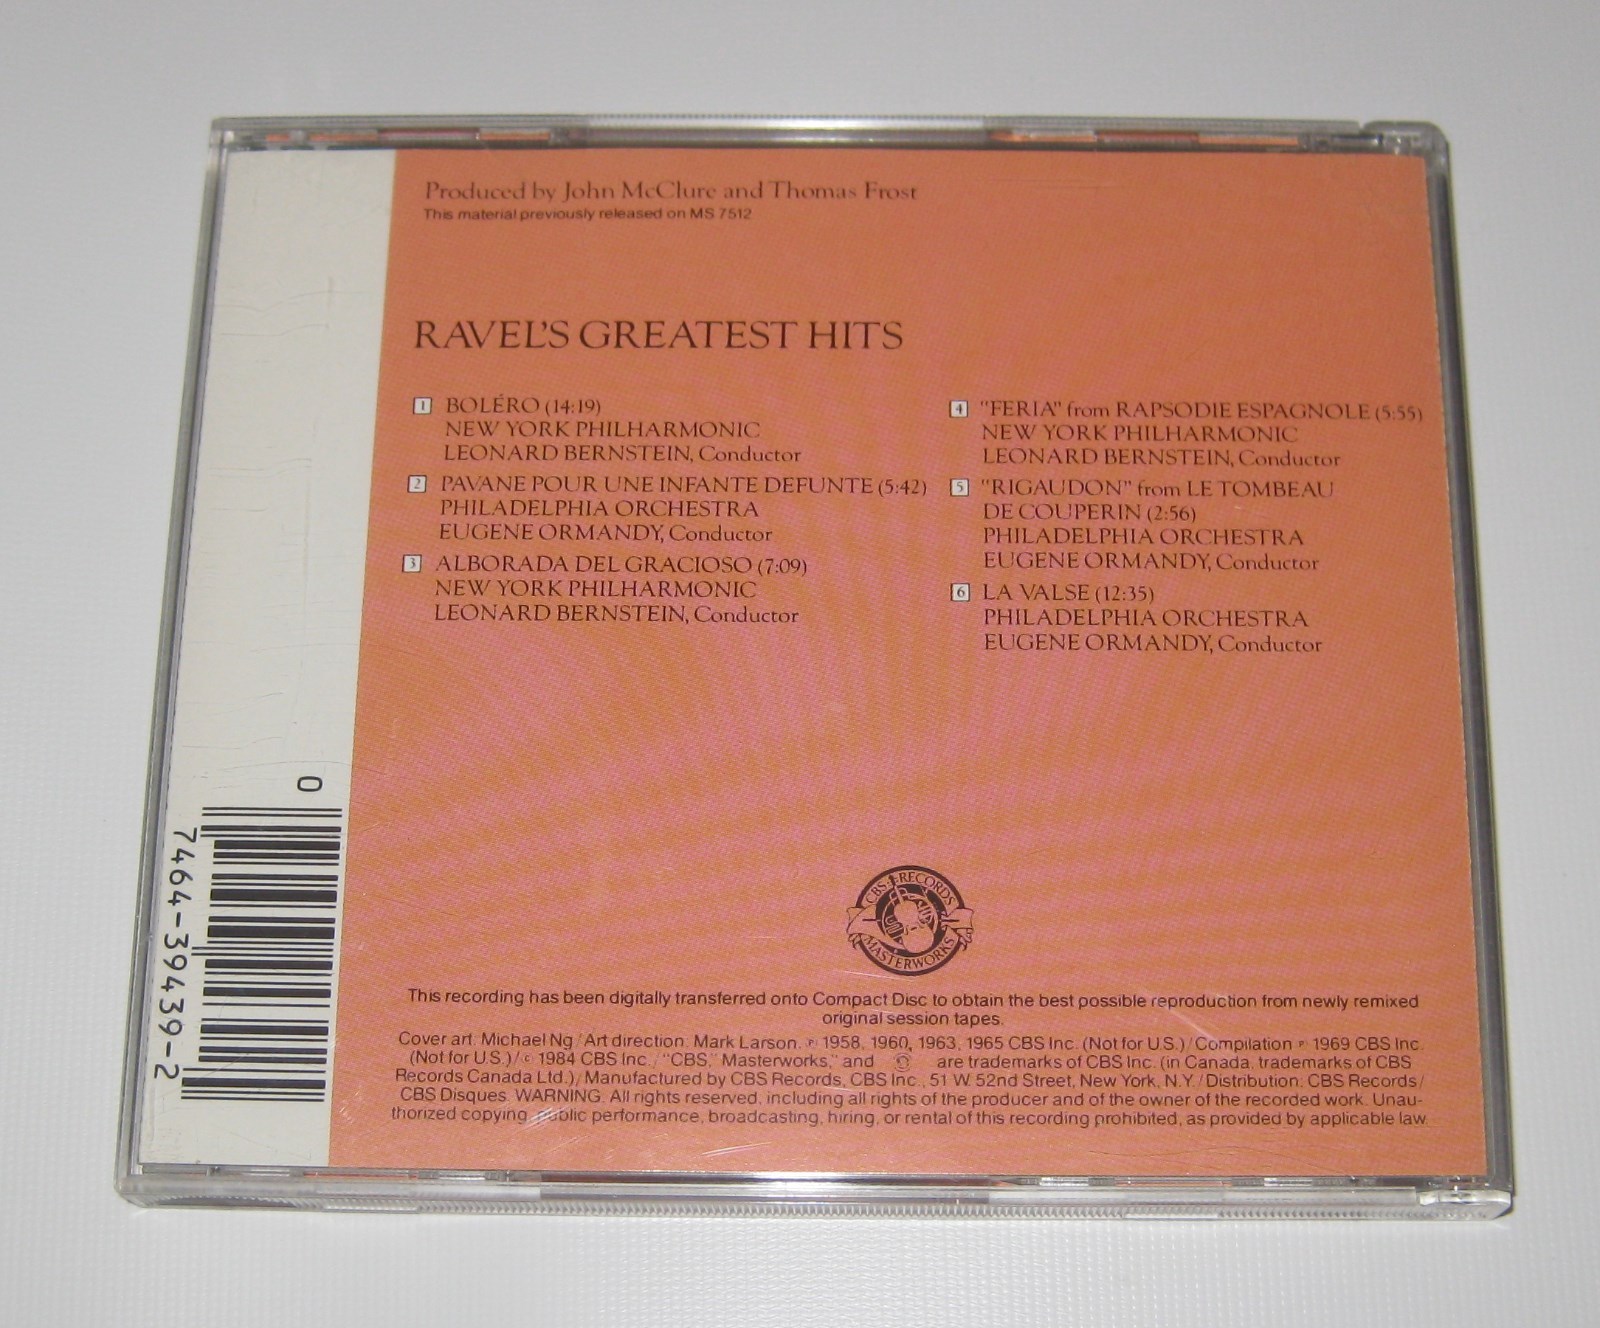 Produced by John McClure and Thomas Frost
This material previously released on MS 7512
RAVEL'S GREATEST HITS
1 BOLÉRO (14:19)
NEW YORK PHILHARMONIC
LEONARD BERNSTEIN, Conductor
2 PAVANE POUR UNE INFANTE DEFUNTE (5:42)
PHILADELPHIA ORCHESTRA
EUGENE ORMANDY, Conductor
3 ALBORADA DEL GRACIOSO (7:09)
NEW YORK PHILHARMONIC
LEONARD BERNSTEIN, Conductor
4 "FERIA" from RAPSODIE ESPAGNOLE (5:55)
NEW YORK PHILHARMONIC
LEONARD BERNSTEIN, Conductor
5 "RIGAUDON" from LE TOMBEAU
DE COUPERIN (2:56)
PHILADELPHIA ORCHESTRA
EUGENE ORMANDY, Conductor
6 LA VALSE (12:35)
PHILADELPHIA ORCHESTRA
EUGENE ORMANDY, Conductor
0
7464-39439-2
CBS RECORDS
MASTERWORKS
This recording has been digitally transferred onto Compact Disc to obtain the best possible reproduction from newly remixed
original session tapes.
Cover art: Michael Ng / Art direction: Mark Larson. ℗ 1958, 1960, 1963, 1965 CBS Inc. (Not for U.S.) / Compilation ℗ 1969 CBS Inc.
(Not for U.S.) / © 1984 CBS Inc. / "CBS," Masterworks," and are trademarks of CBS Inc. (in Canada, trademarks of CBS
Records Canada Ltd.) / Manufactured by CBS Records, CBS Inc., 51 W. 52nd Street, New York, N.Y. / Distribution: CBS Records /
CBS Disques. WARNING: All rights reserved, including all rights of the producer and of the owner of the recorded work. Unau-
thorized copying, public performance, broadcasting, hiring, or rental of this recording prohibited, as provided by applicable law.